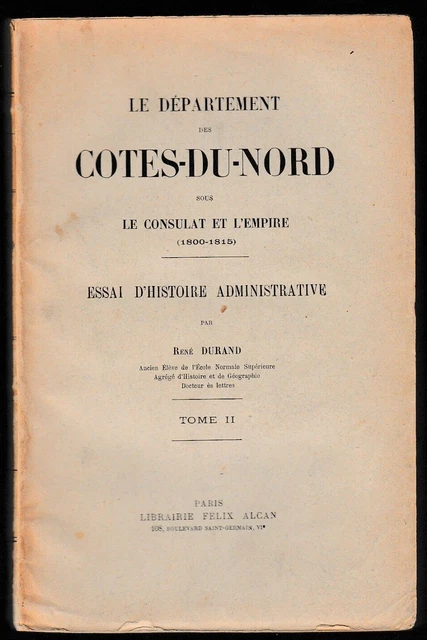 LE DÉPARTEMENT
DES
COTES-DU-NORD
SOUS
LE CONSULAT ET L'EMPIRE
(1800-1815)
ESSAI D'HISTOIRE ADMINISTRATIVE
PAR
RENÉ DURAND
Ancien Élève de l'École Normale Supérieure
Agrégé d'Histoire et de Géographie
Docteur ès lettres
TOME II
PARIS
LIBRAIRIE FELIX ALCAN
108, BOULEVARD SAINT-GERMAIN, VIe